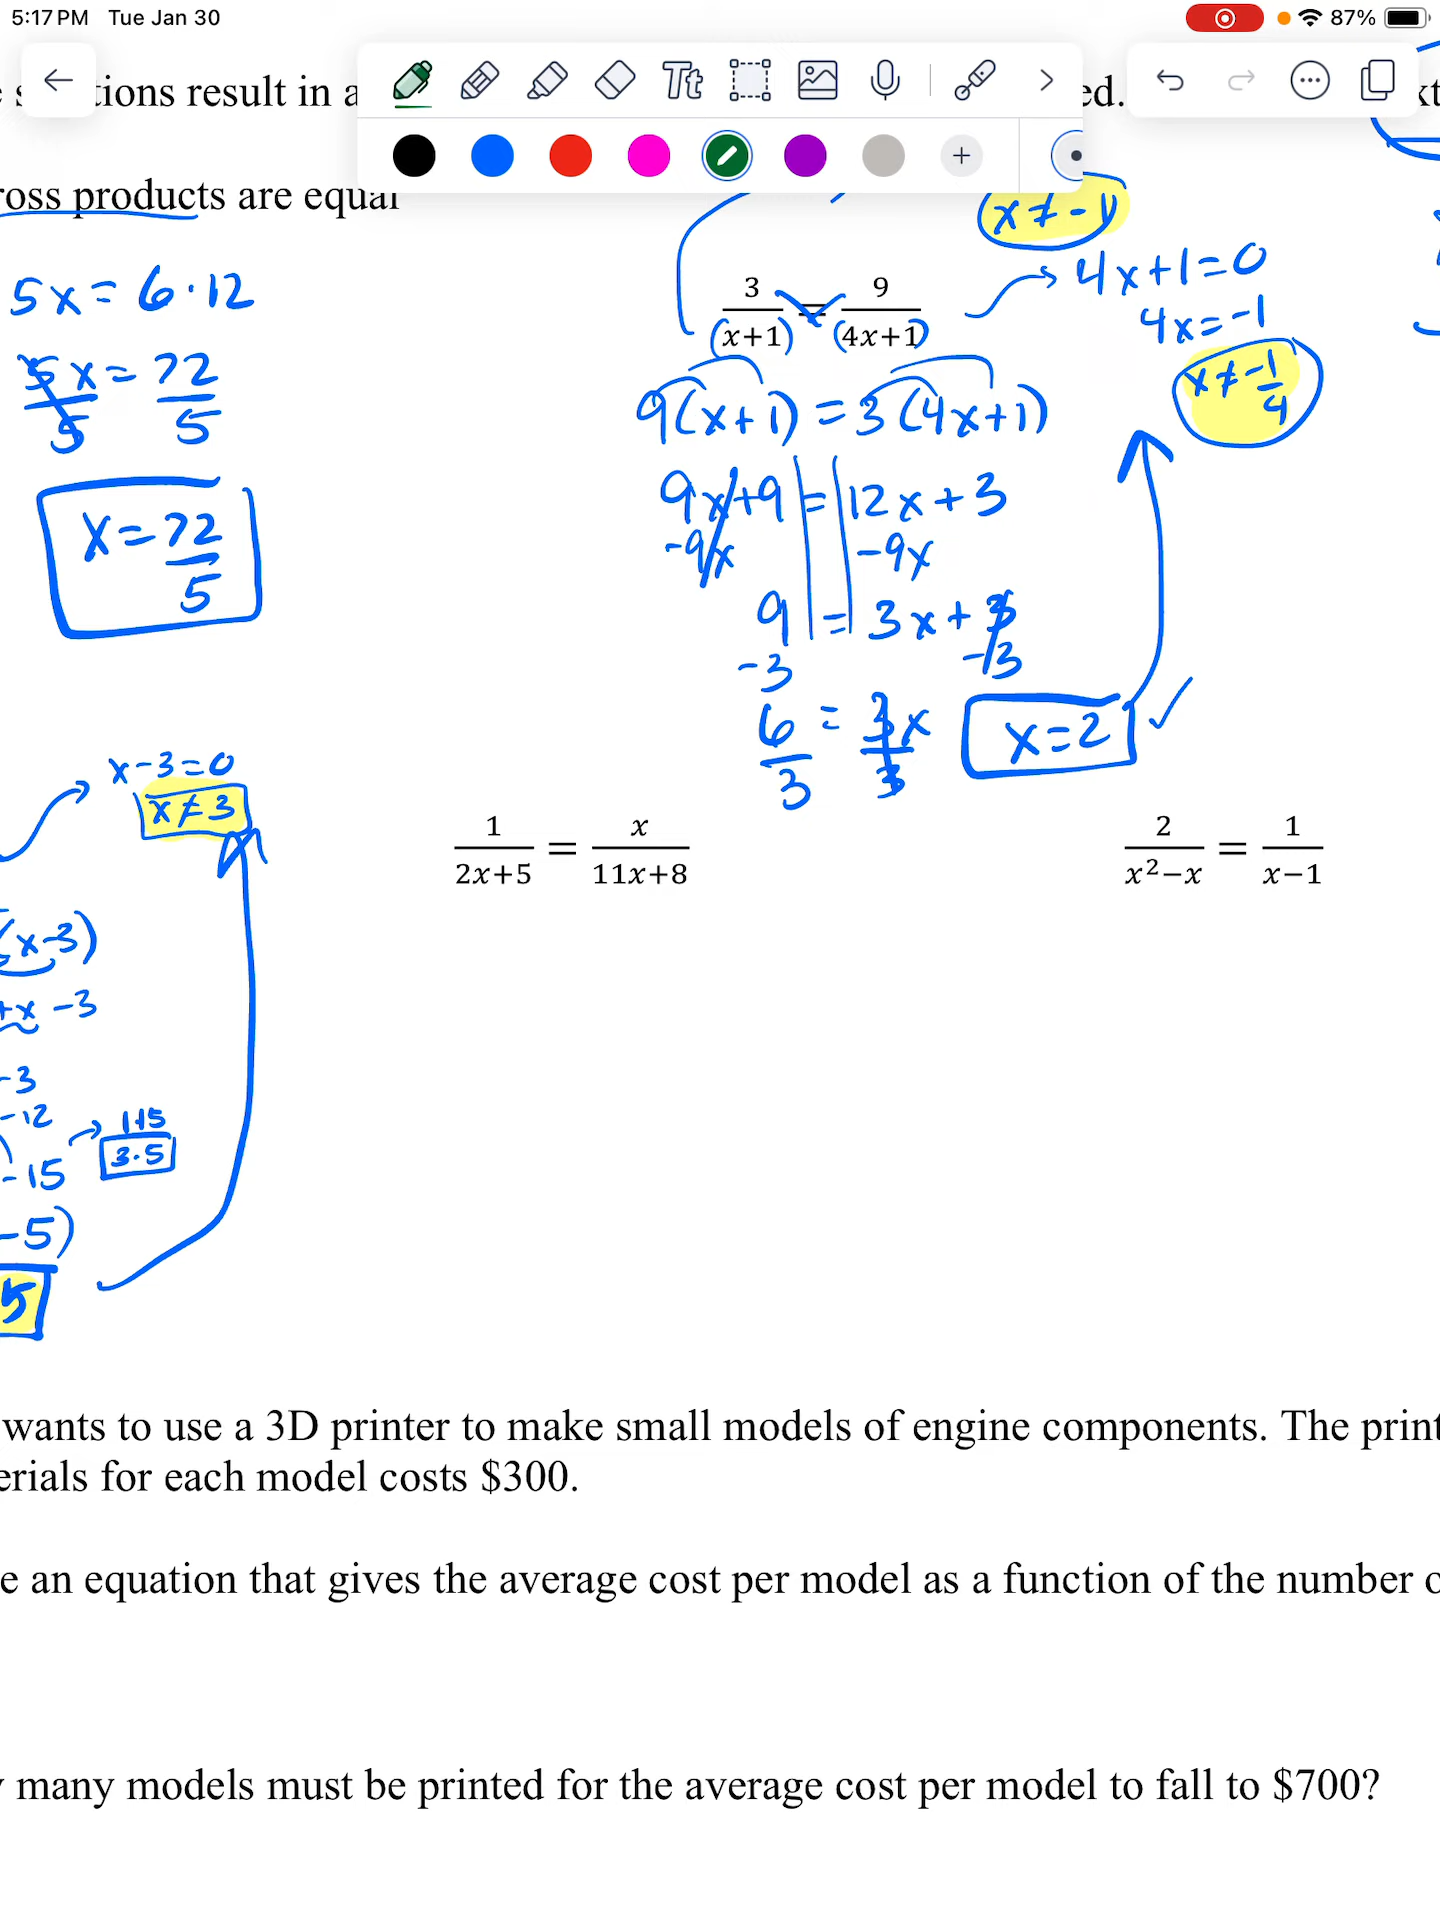 5:17 PM Tue Jan 30
87%
tions result in a
ed.
Tt
ross products are equal
x ≠ -1
5x = 6·12
3/(x+1) = 9/(4x+1)
4x+1=0
4x=-1
x ≠ -1/4
5x/5 = 72/5
9(x+1) = 3(4x+1)
x = 72/5
9x+9 = 12x+3
-9x -9x
9 = 3x+3
-3 -3
6/3 = 3x/3
x=2
x-3=0
x ≠ 3
1/(2x+5) = x/(11x+8)
2/(x²−x) = 1/(x−1)
(x-3)
+x -3
-3
-12
1·15
3·5
-15
-5)
5
wants to use a 3D printer to make small models of engine components. The print
erials for each model costs $300.
e an equation that gives the average cost per model as a function of the number o
many models must be printed for the average cost per model to fall to $700?